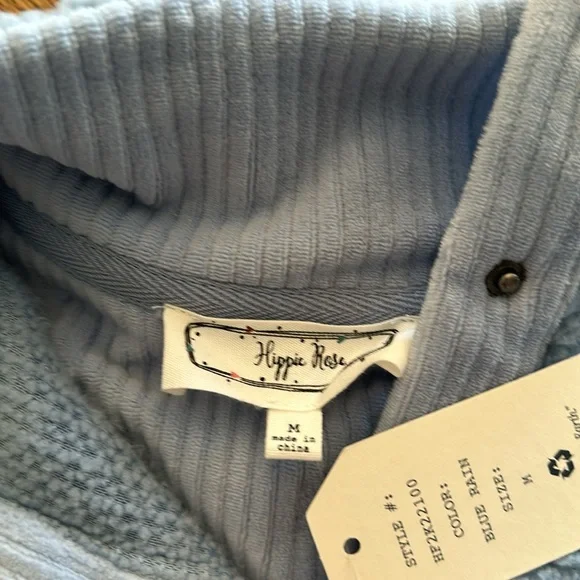 Hippie Rose
M
made in
china
STYLE #:
HF2K22100
COLOR:
BLUE RAIN
SIZE:
M